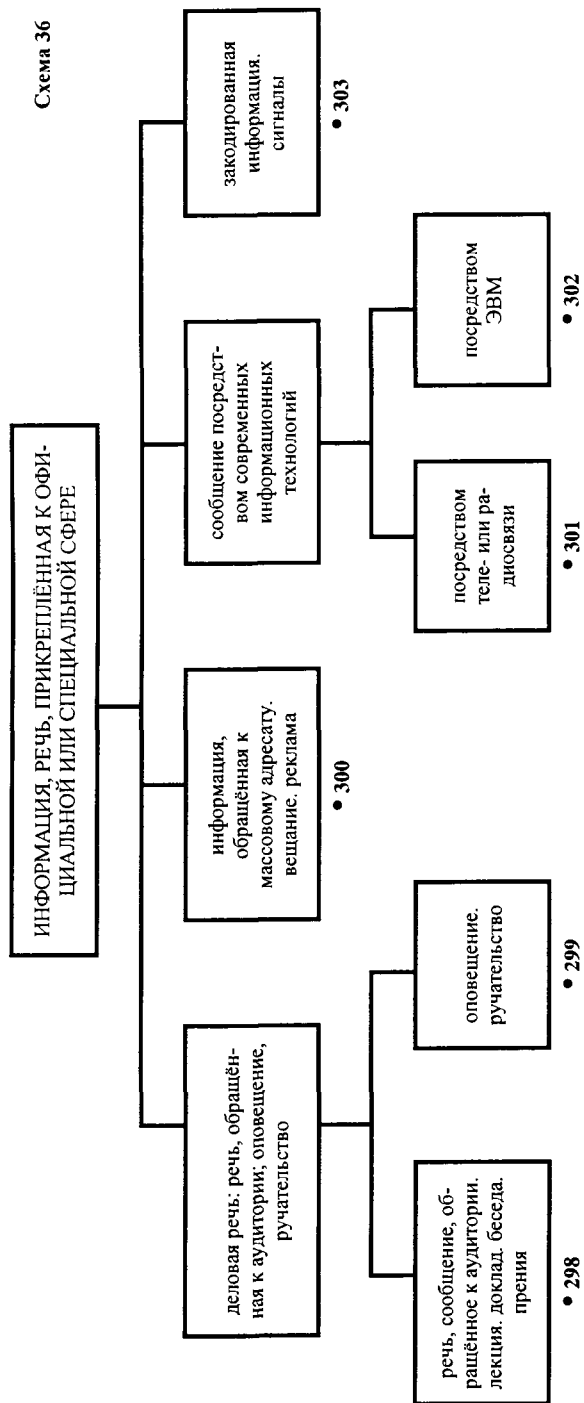 Схема 36
ИНФОРМАЦИЯ, РЕЧЬ, ПРИКРЕПЛЁННАЯ К ОФИ-
ЦИАЛЬНОЙ ИЛИ СПЕЦИАЛЬНОЙ СФЕРЕ
деловая речь: речь, обращён-
ная к аудитории; оповещение,
ручательство
информация,
обращённая к
массовому адресату.
вещание. реклама
• 300
сообщение посредст-
вом современных
информационных
технологий
закодированная
информация.
сигналы
• 303
речь, сообщение, об-
ращённое к аудитории.
лекция. доклад. беседа.
прения
• 298
оповещение.
ручательство
• 299
посредством
теле- или ра-
диосвязи
• 301
посредством
ЭВМ
• 302